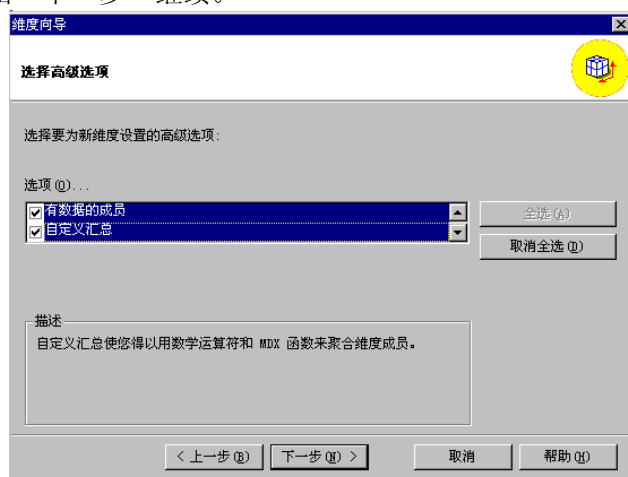 维度向导
选择高级选项
选择要为新维度设置的高级选项:
选项(O)...
有数据的成员
自定义汇总
全选(A)
取消全选(D)
描述
自定义汇总使您得以用数学运算符和 MDX 函数来聚合维度成员。
< 上一步(B) 下一步(N) > 取消 帮助(H)